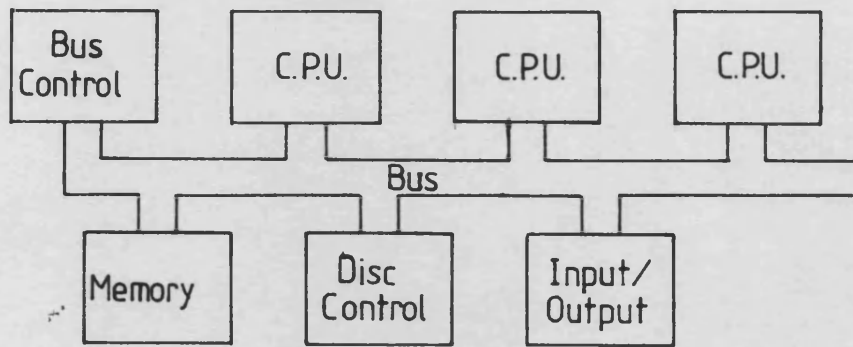 Bus
Control
C.P.U.
C.P.U.
C.P.U.
Bus
Memory
Disc
Control
Input/
Output